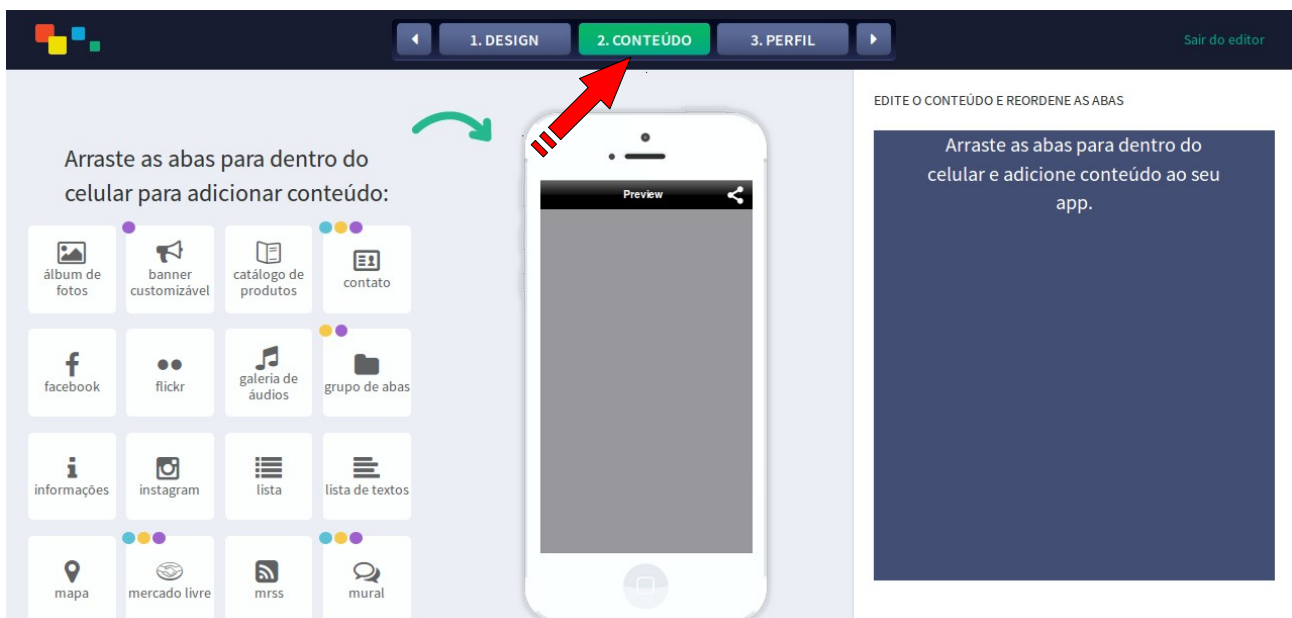 1. DESIGN
2. CONTEÚDO
3. PERFIL
Sair do editor
Arraste as abas para dentro do
celular para adicionar conteúdo:
álbum de
fotos
banner
customizável
catálogo de
produtos
contato
facebook
flickr
galeria de
áudios
grupo de abas
informações
instagram
lista
lista de textos
mapa
mercado livre
mrss
mural
Preview
EDITE O CONTEÚDO E REORDENE AS ABAS
Arraste as abas para dentro do
celular e adicione conteúdo ao seu
app.